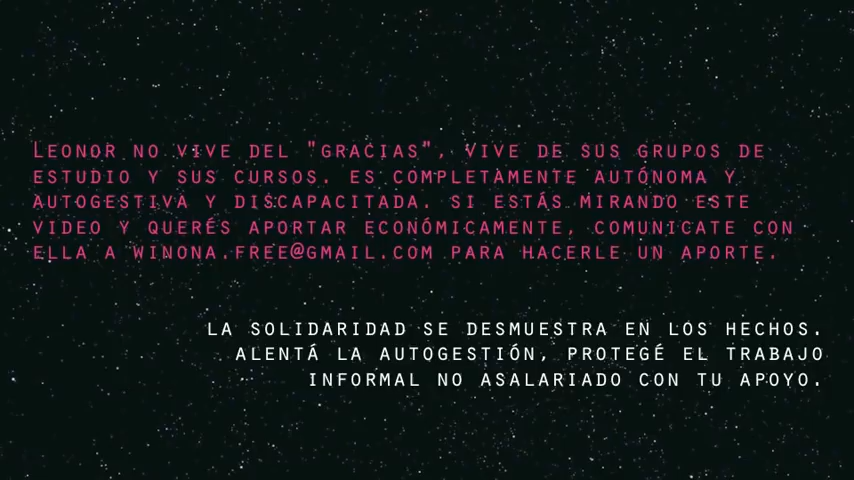 Leonor no vive del "gracias", vive de sus grupos de
estudio y sus cursos. es completamente autónoma y
autogestiva y discapacitada. si estás mirando este
video y querés aportar económicamente, comunicate con
ella a winona.free@gmail.com para hacerle un aporte.
LA SOLIDARIDAD SE DESMUESTRA EN LOS HECHOS.
ALENTÁ LA AUTOGESTIÓN, PROTEGÉ EL TRABAJO
INFORMAL NO ASALARIADO CON TU APOYO.